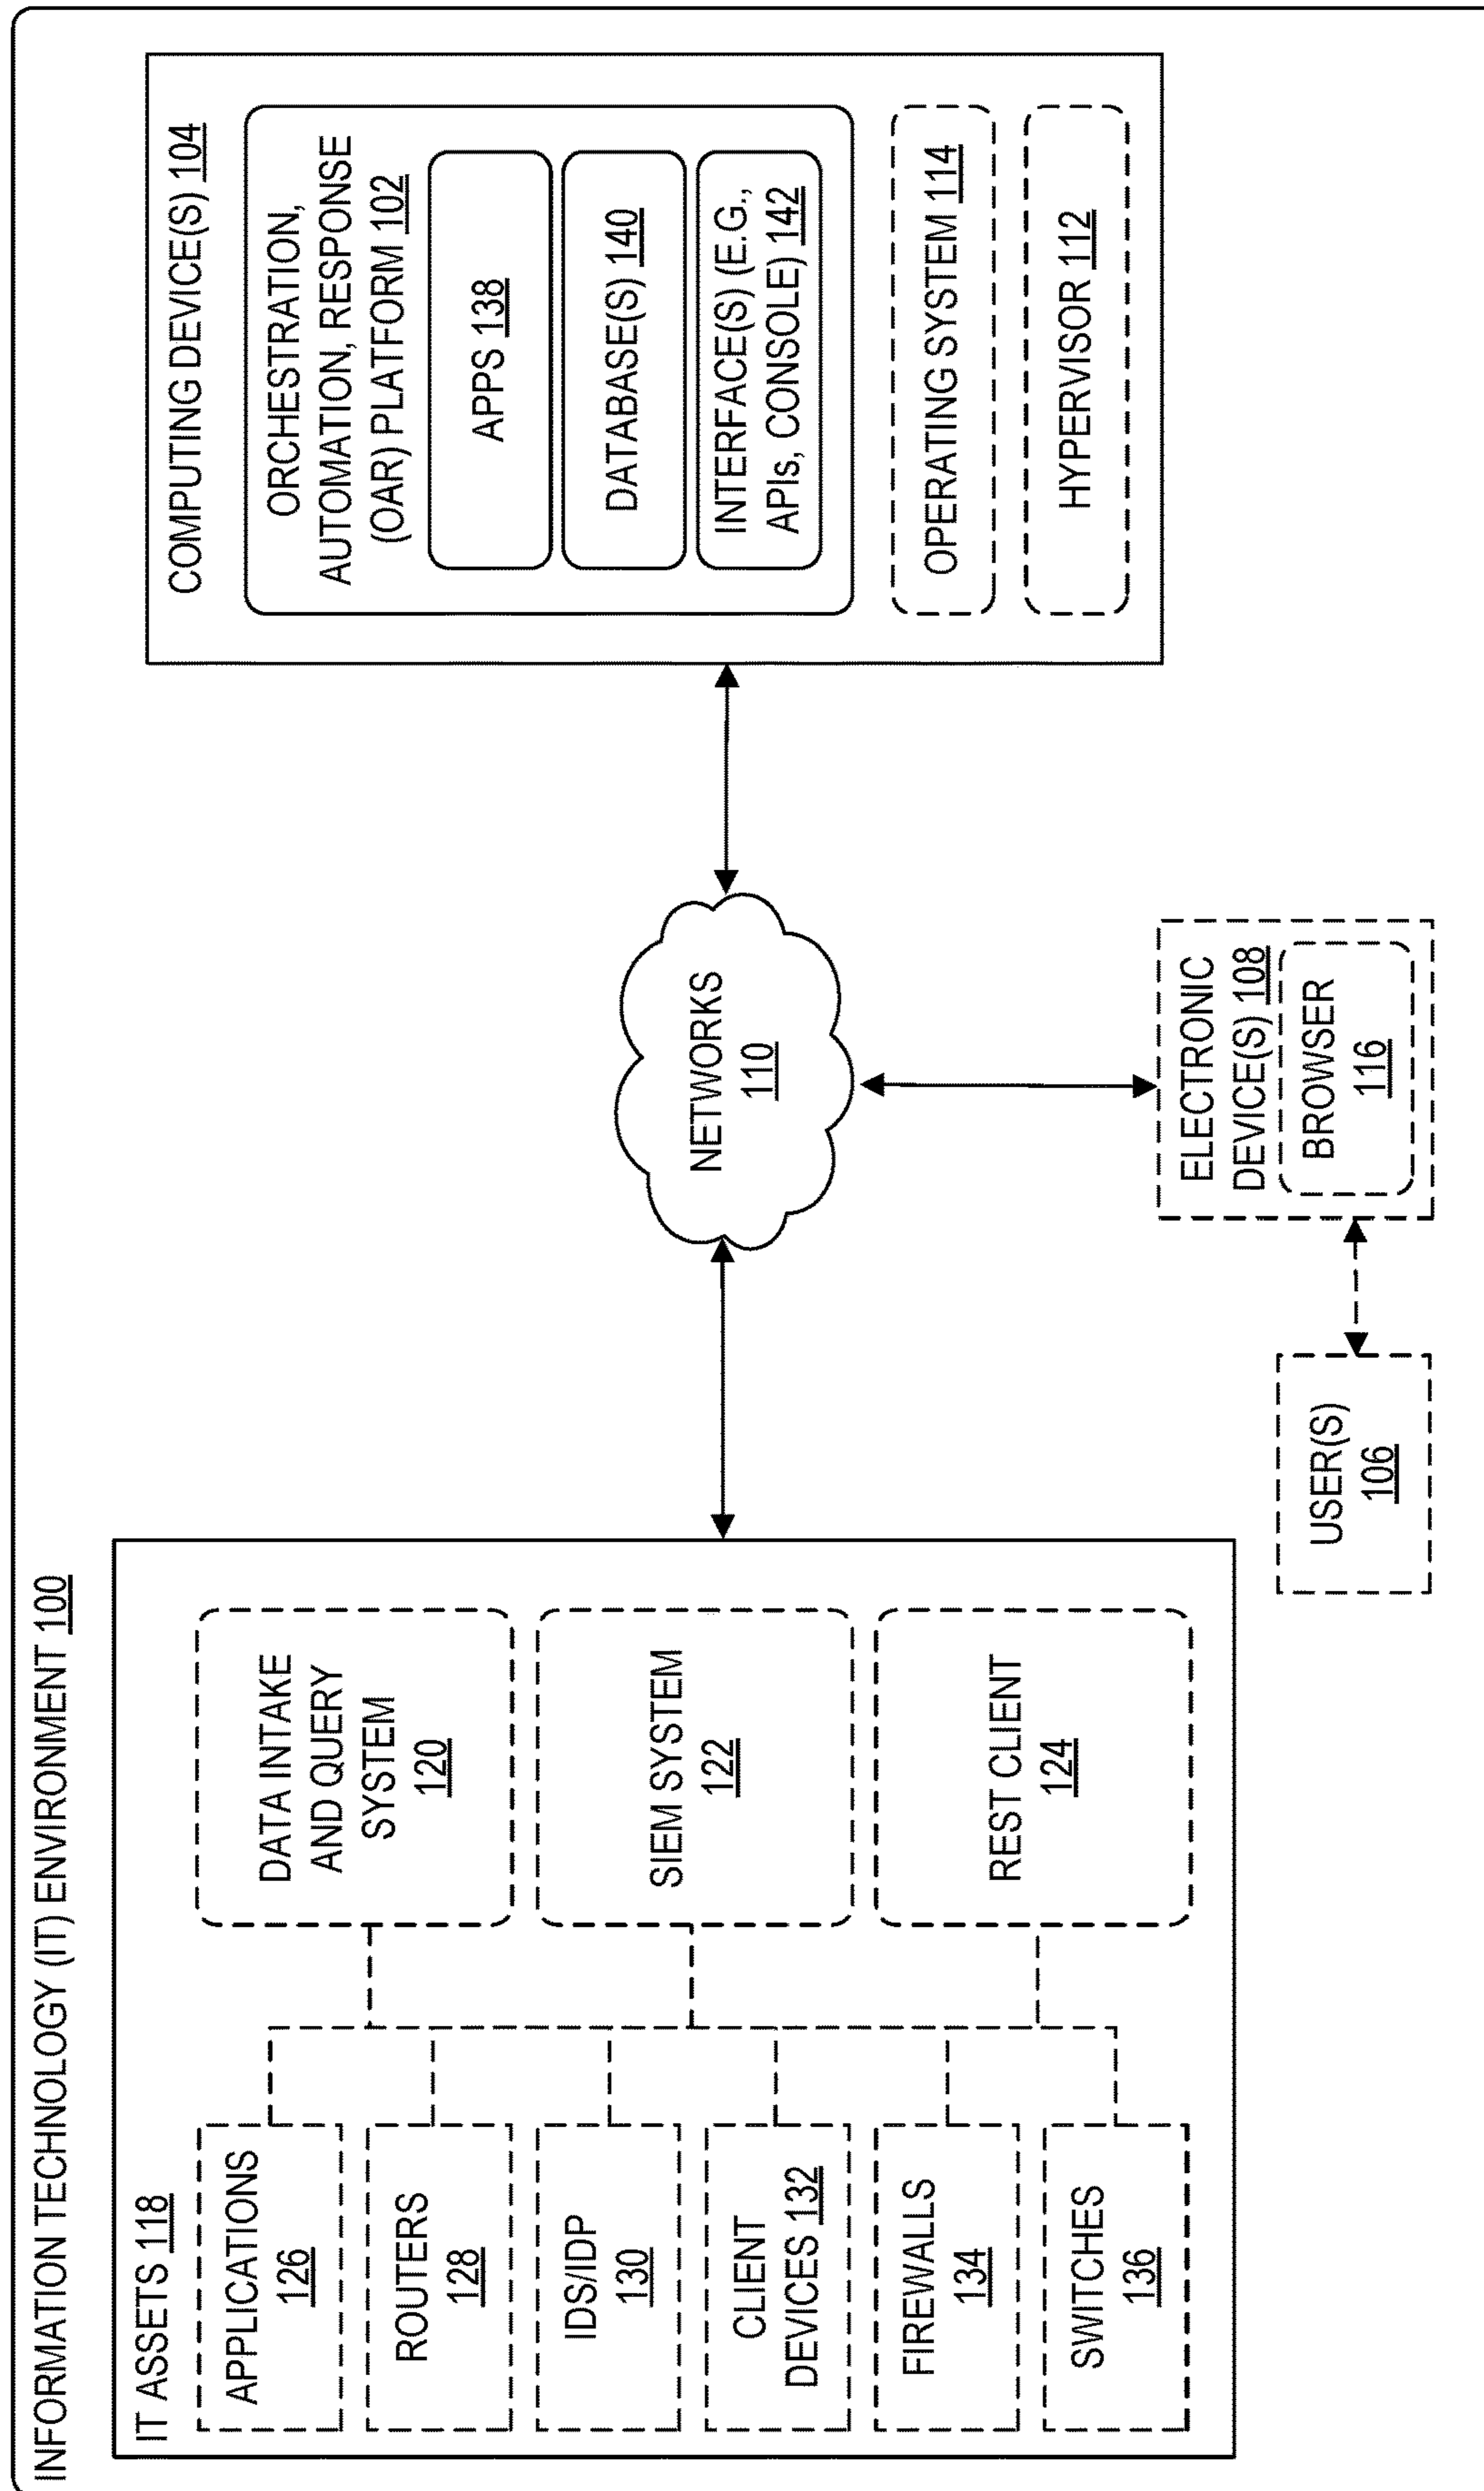 INFORMATION TECHNOLOGY (IT) ENVIRONMENT 100
IT ASSETS 118
APPLICATIONS
126
ROUTERS
128
IDS/IDP
130
CLIENT
DEVICES 132
FIREWALLS
134
SWITCHES
136
DATA INTAKE
AND QUERY
SYSTEM
120
SIEM SYSTEM
122
REST CLIENT
124
NETWORKS
110
USER(S)
106
ELECTRONIC
DEVICE(S) 108
BROWSER
116
COMPUTING DEVICE(S) 104
ORCHESTRATION,
AUTOMATION, RESPONSE
(OAR) PLATFORM 102
APPS 138
DATABASE(S) 140
INTERFACE(S) (E.G.,
APIs, CONSOLE) 142
OPERATING SYSTEM 114
HYPERVISOR 112